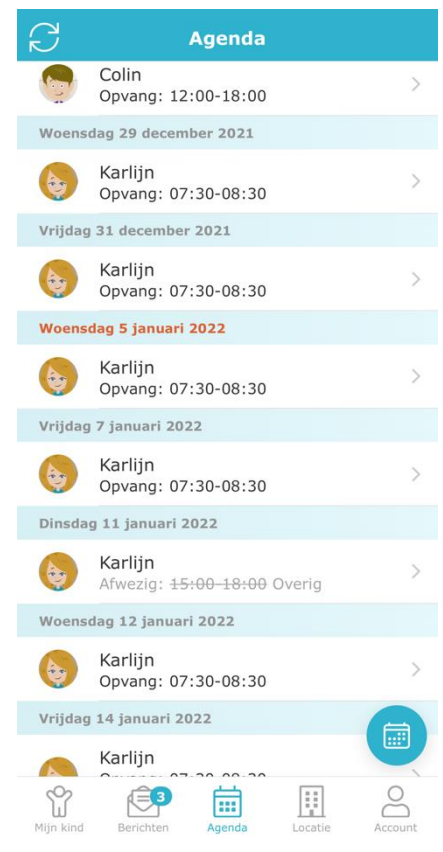 Agenda
Colin
Opvang: 12:00-18:00
Woensdag 29 december 2021
Karlijn
Opvang: 07:30-08:30
Vrijdag 31 december 2021
Karlijn
Opvang: 07:30-08:30
Woensdag 5 januari 2022
Karlijn
Opvang: 07:30-08:30
Vrijdag 7 januari 2022
Karlijn
Opvang: 07:30-08:30
Dinsdag 11 januari 2022
Karlijn
Afwezig: 15:00-18:00 Overig
Woensdag 12 januari 2022
Karlijn
Opvang: 07:30-08:30
Vrijdag 14 januari 2022
Karlijn
3
Mijn kind Berichten Agenda Locatie Account